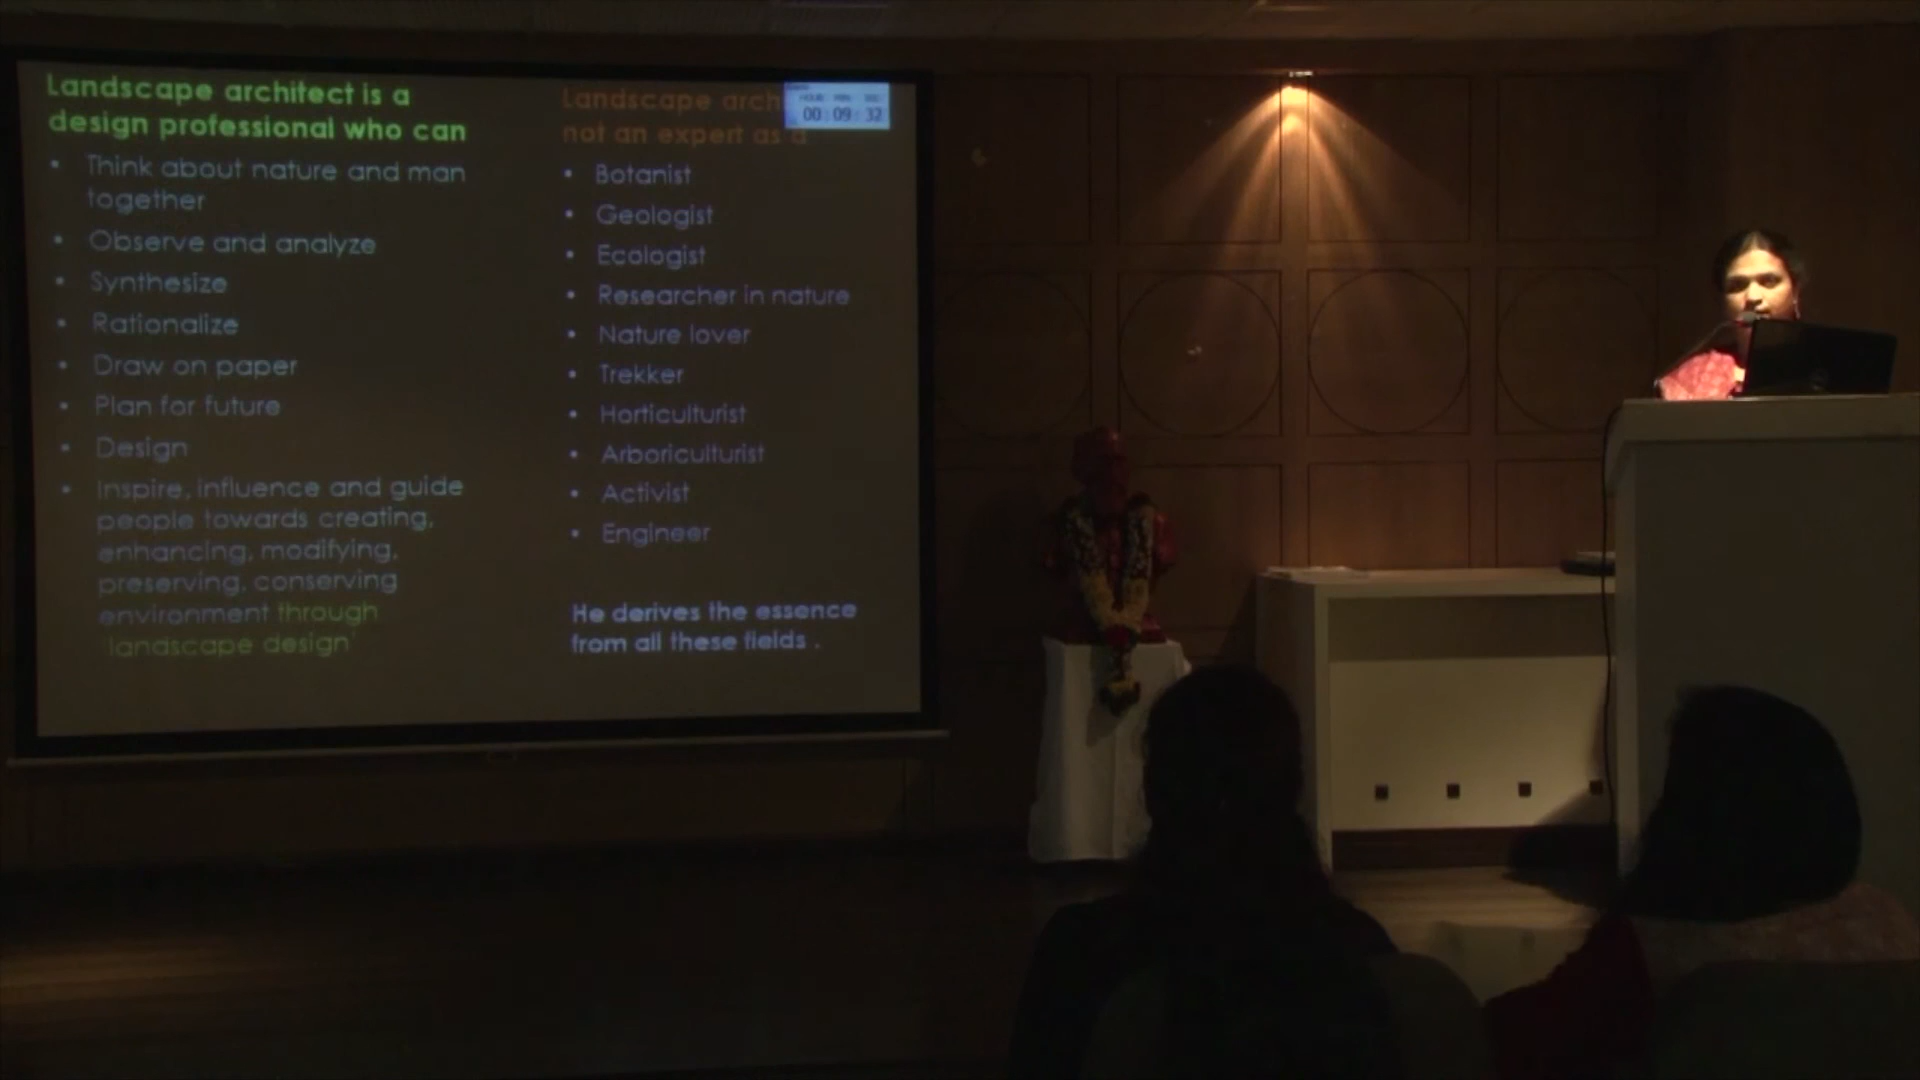 Landscape architect is a
design professional who can
• Think about nature and man
together
• Observe and analyze
• Synthesize
• Rationalize
• Draw on paper
• Plan for future
• Design
• Inspire, influence and guide
people towards creating,
enhancing, modifying,
preserving, conserving
environment through
'landscape design'
Landscape arch
not an expert as a
• Botanist
• Geologist
• Ecologist
• Researcher in nature
• Nature lover
• Trekker
• Horticulturist
• Arboriculturist
• Activist
• Engineer
He derives the essence
from all these fields .
00 : 09 : 32